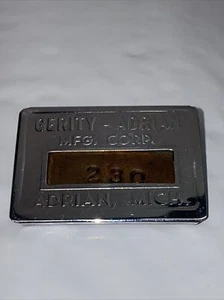 GERITY - ADRIAN
MFG. CORP.
230
ADRIAN, MICH.